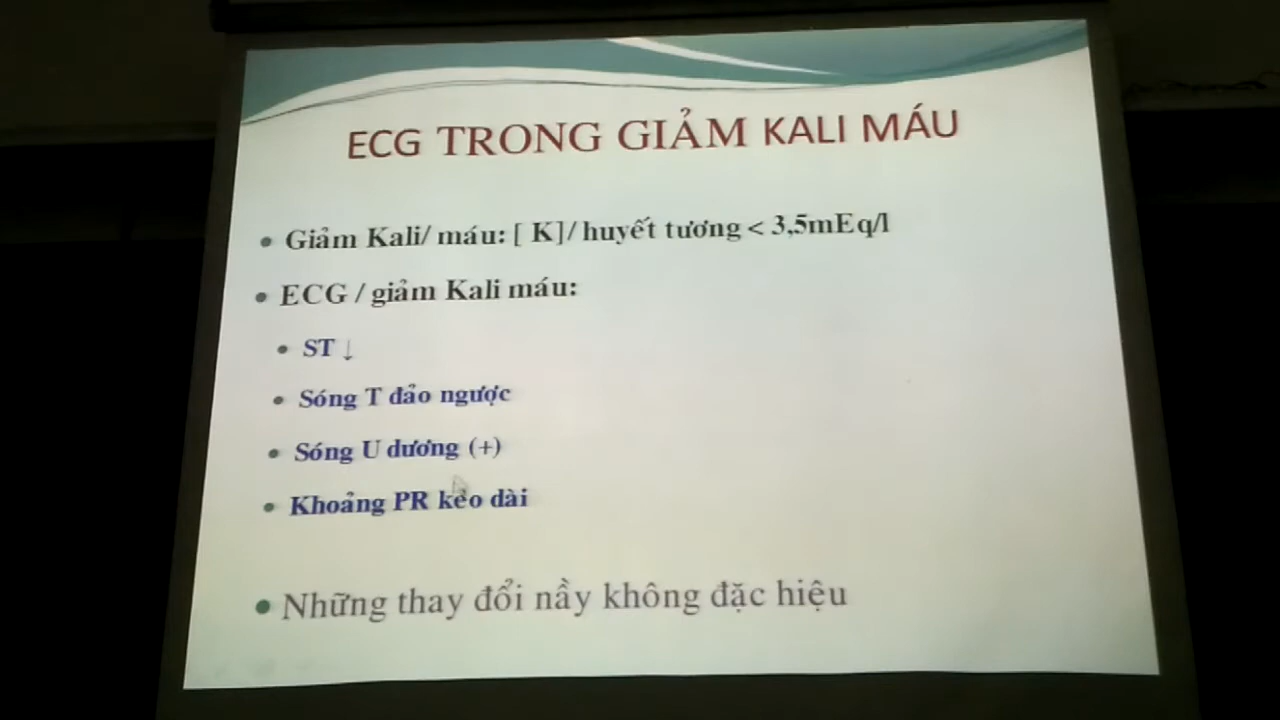 ECG TRONG GIẢM KALI MÁU
Giảm Kali/ máu: [ K]/ huyết tương < 3,5mEq/l
ECG / giảm Kali máu:
ST ↓
Sóng T đảo ngược
Sóng U dương (+)
Khoảng PR kéo dài
Những thay đổi nầy không đặc hiệu